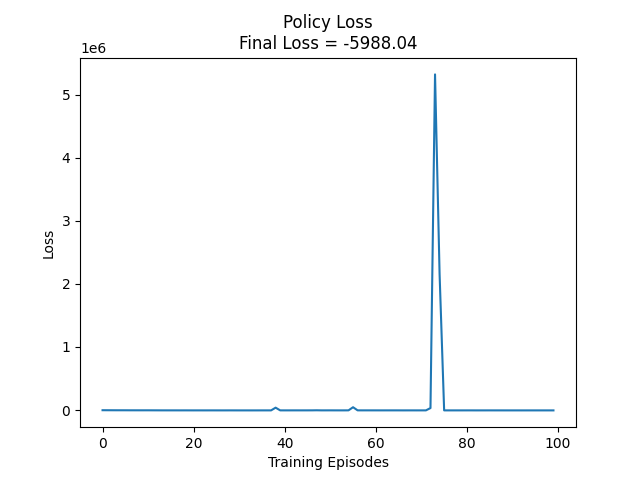 Policy Loss
Final Loss = -5988.04
1e6
5
4
3
2
1
0
Loss
0 20 40 60 80 100
Training Episodes